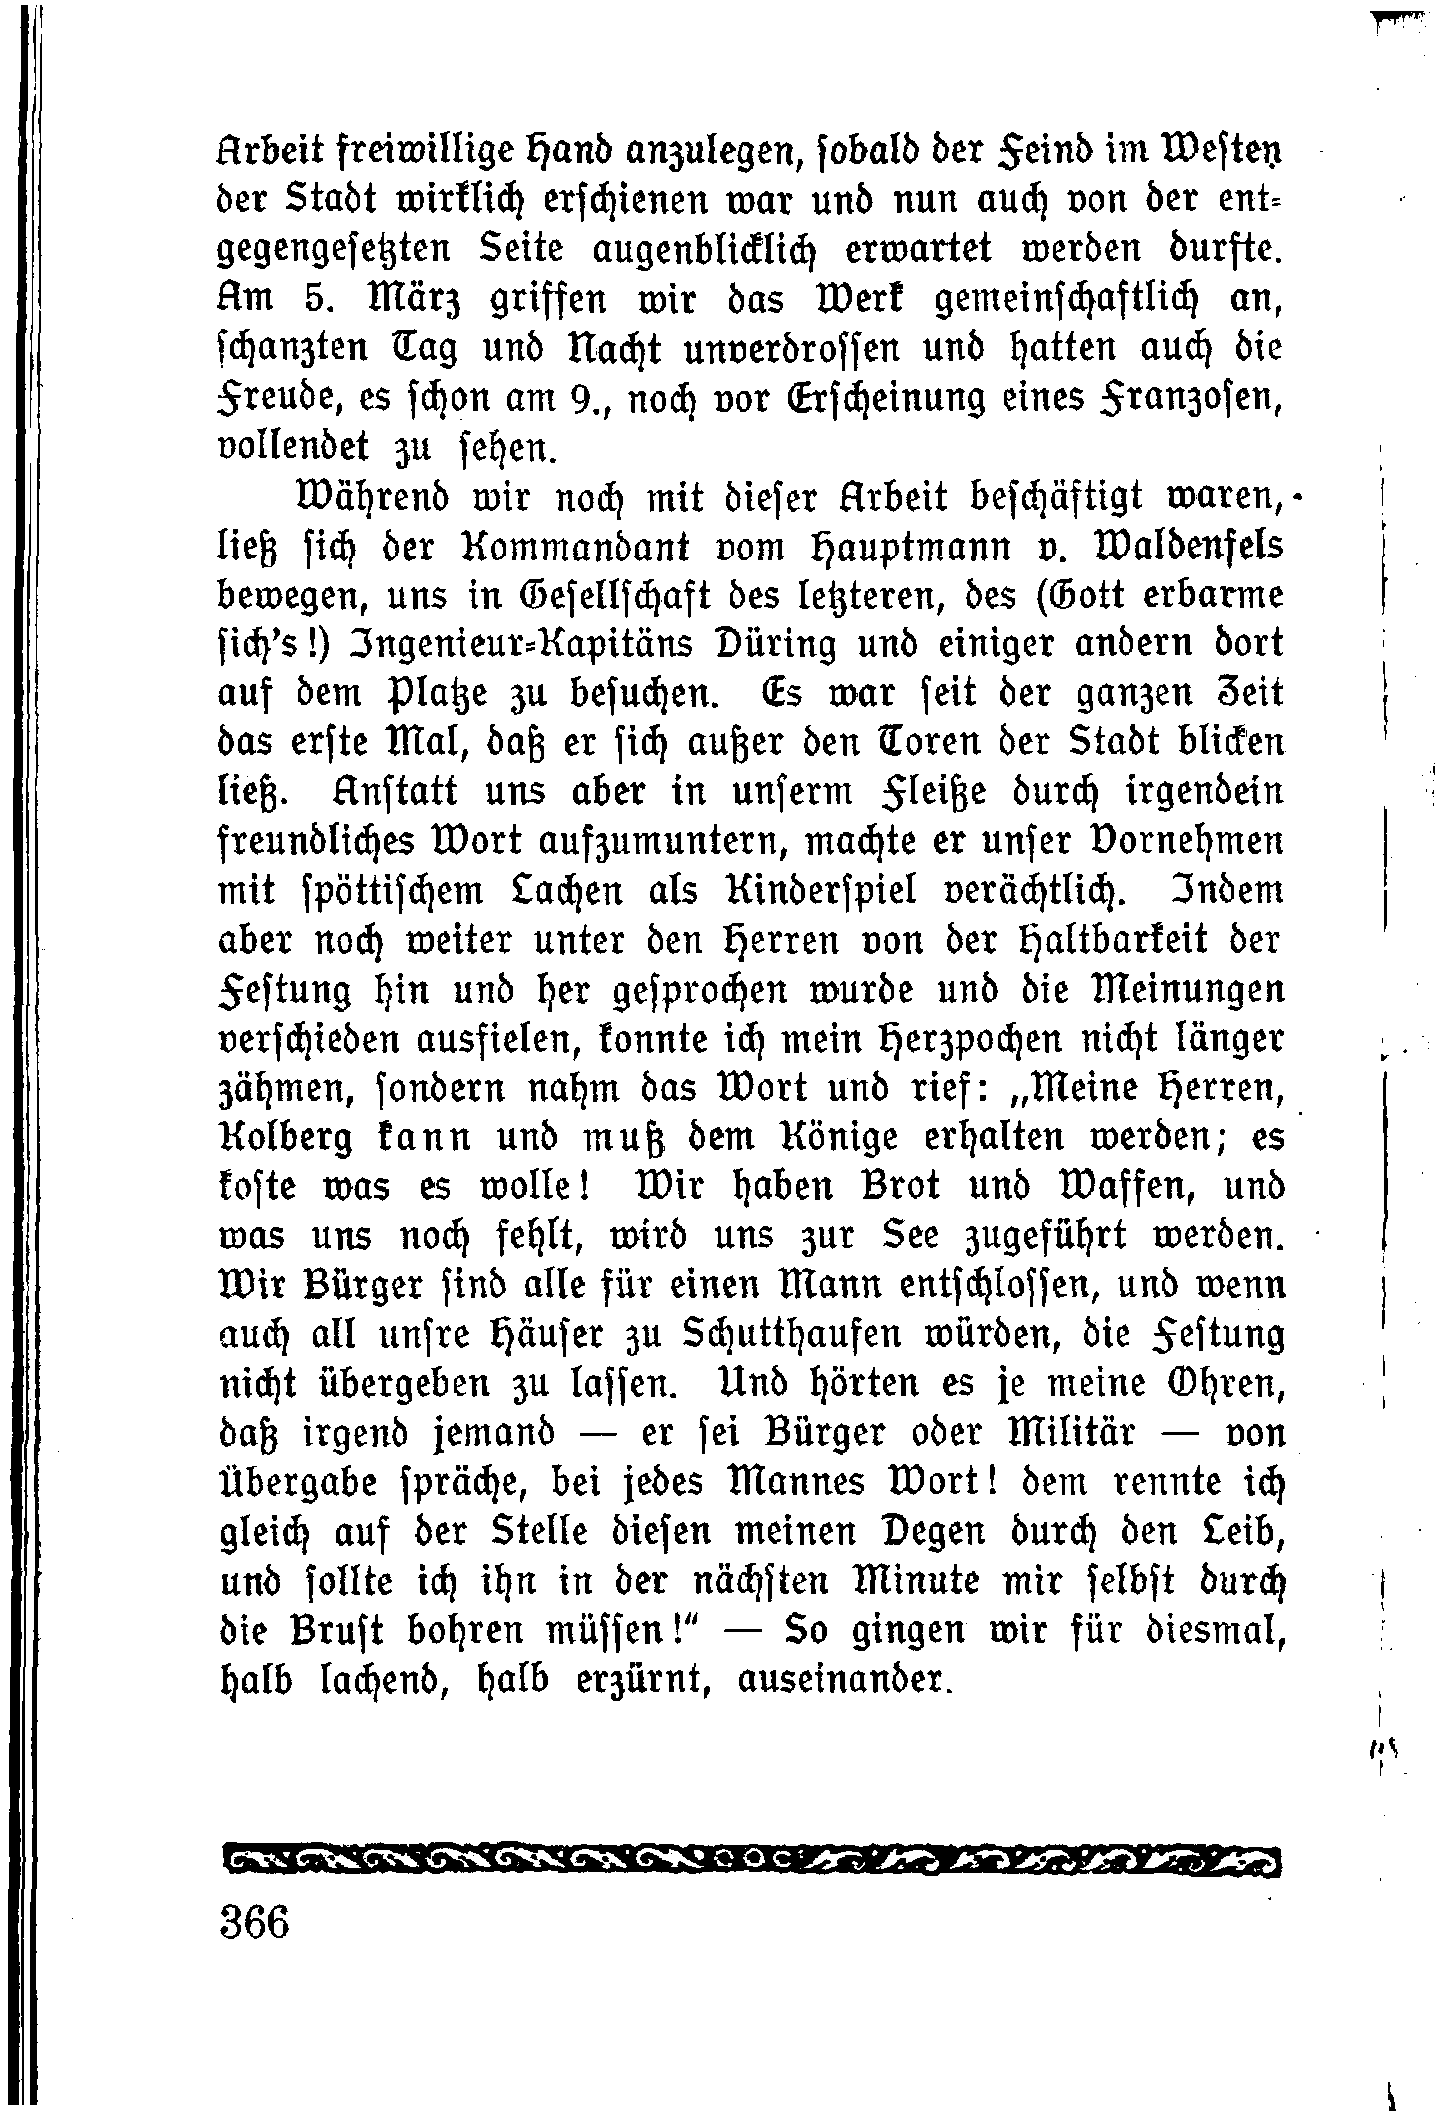 Arbeit freiwillige Hand anzulegen, sobald der Feind im Westen
der Stadt wirklich erschienen war und nun auch von der ent-
gegengesetzten Seite augenblicklich erwartet werden durfte.
Am 5. März griffen wir das Werk gemeinschaftlich an,
schanzten Tag und Nacht unverdrossen und hatten auch die
Freude, es schon am 9., noch vor Erscheinung eines Franzosen,
vollendet zu sehen.
Während wir noch mit dieser Arbeit beschäftigt waren,
ließ sich der Kommandant vom Hauptmann v. Waldenfels
bewegen, uns in Gesellschaft des letzteren, des (Gott erbarme
sich's!) Ingenieur-Kapitäns Düring und einiger andern dort
auf dem Platze zu besuchen. Es war seit der ganzen Zeit
das erste Mal, daß er sich außer den Toren der Stadt blicken
ließ. Anstatt uns aber in unserm Fleiße durch irgendein
freundliches Wort aufzumuntern, machte er unser Vornehmen
mit spöttischem Lachen als Kinderspiel verächtlich. Indem
aber noch weiter unter den Herren von der Haltbarkeit der
Festung hin und her gesprochen wurde und die Meinungen
verschieden ausfielen, konnte ich mein Herzpochen nicht länger
zähmen, sondern nahm das Wort und rief: „Meine Herren,
Kolberg kann und muß dem Könige erhalten werden; es
koste was es wolle! Wir haben Brot und Waffen, und
was uns noch fehlt, wird uns zur See zugeführt werden.
Wir Bürger sind alle für einen Mann entschlossen, und wenn
auch all unsre Häuser zu Schutthaufen würden, die Festung
nicht übergeben zu lassen. Und hörten es je meine Ohren,
daß irgend jemand — er sei Bürger oder Militär — von
Übergabe spräche, bei jedes Mannes Wort! dem rennte ich
gleich auf der Stelle diesen meinen Degen durch den Leib,
und sollte ich ihn in der nächsten Minute mir selbst durch
die Brust bohren müssen!“ — So gingen wir für diesmal,
halb lachend, halb erzürnt, auseinander.
366